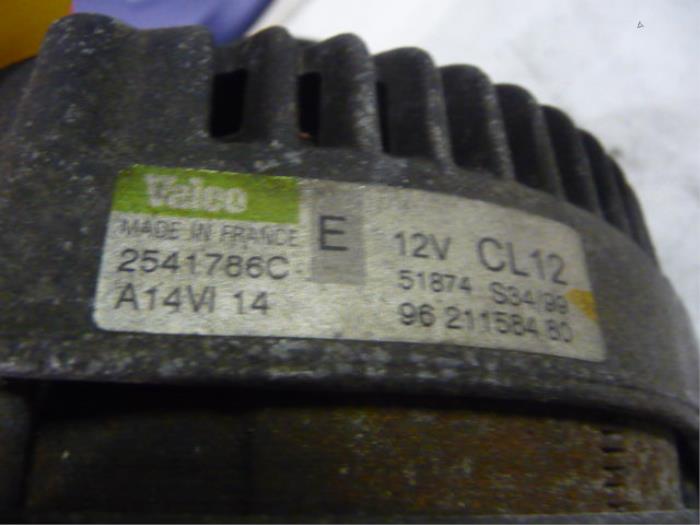 Valeo
MADE IN FRANCE
E
12V CL12
2541786C
51874 S34/99
A14VI 14
96 211584 80